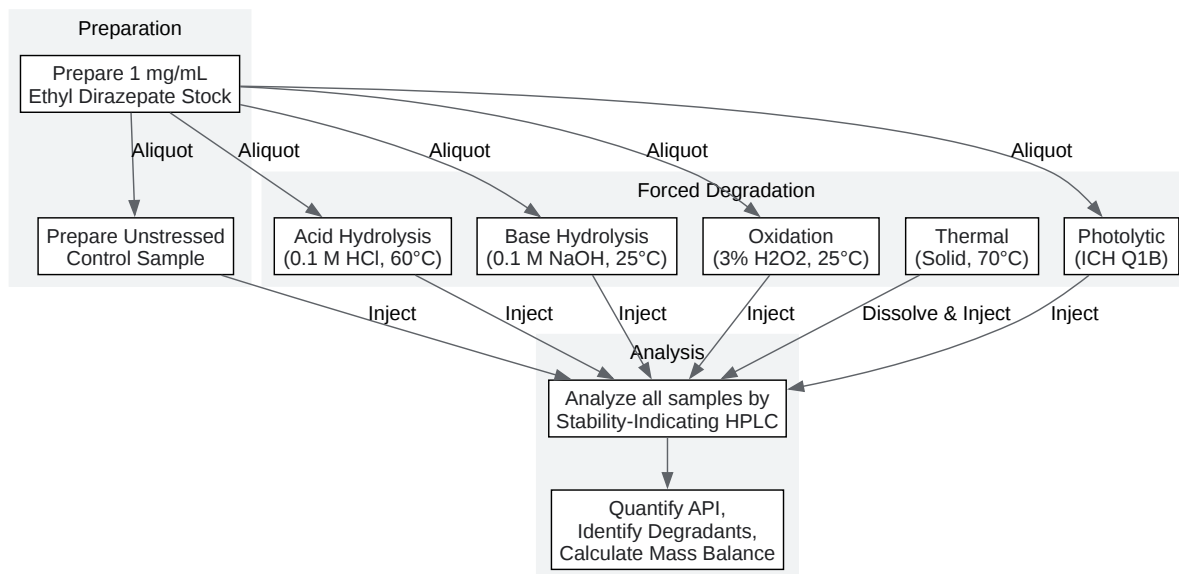 Preparation
Prepare 1 mg/mL
Ethyl Dirazepate Stock
Aliquot
Aliquot
Aliquot
Aliquot
Aliquot
Forced Degradation
Prepare Unstressed
Control Sample
Acid Hydrolysis
(0.1 M HCl, 60°C)
Base Hydrolysis
(0.1 M NaOH, 25°C)
Oxidation
(3% H2O2, 25°C)
Thermal
(Solid, 70°C)
Photolytic
(ICH Q1B)
Inject
Inject
Inject
Inject
Dissolve & Inject
Inject
Analysis
Analyze all samples by
Stability-Indicating HPLC
Quantify API,
Identify Degradants,
Calculate Mass Balance